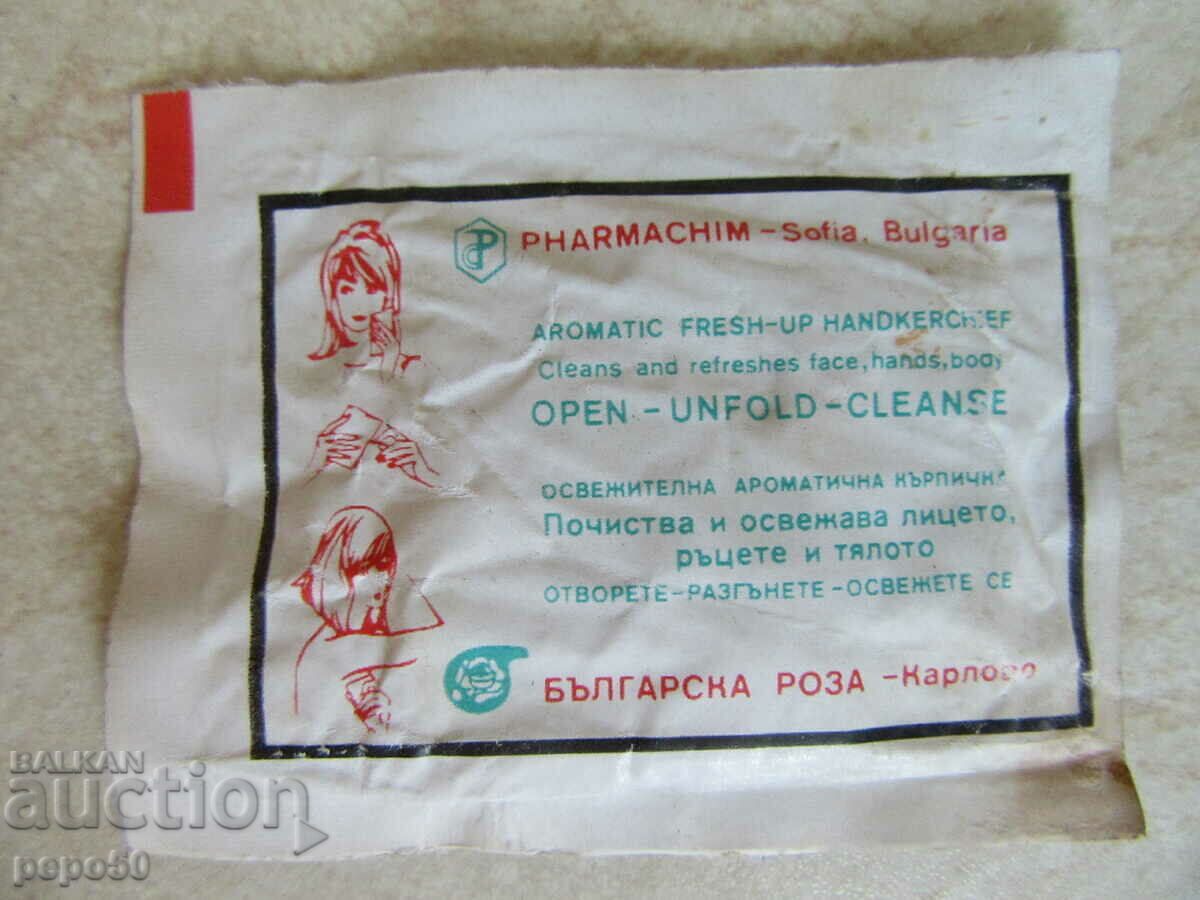 PHARMACHIM - Sofia, Bulgaria
AROMATIC FRESH-UP HANDKERCHIEF
Cleans and refreshes face, hands, body
OPEN - UNFOLD - CLEANSE
ОСВЕЖИТЕЛНА АРОМАТИЧНА КЪРПИЧКА
Почиства и освежава лицето,
ръцете и тялото
ОТВОРЕТЕ - РАЗГЪНЕТЕ - ОСВЕЖЕТЕ СЕ
БЪЛГАРСКА РОЗА - Карлово
BALKAN
auction
pepo50